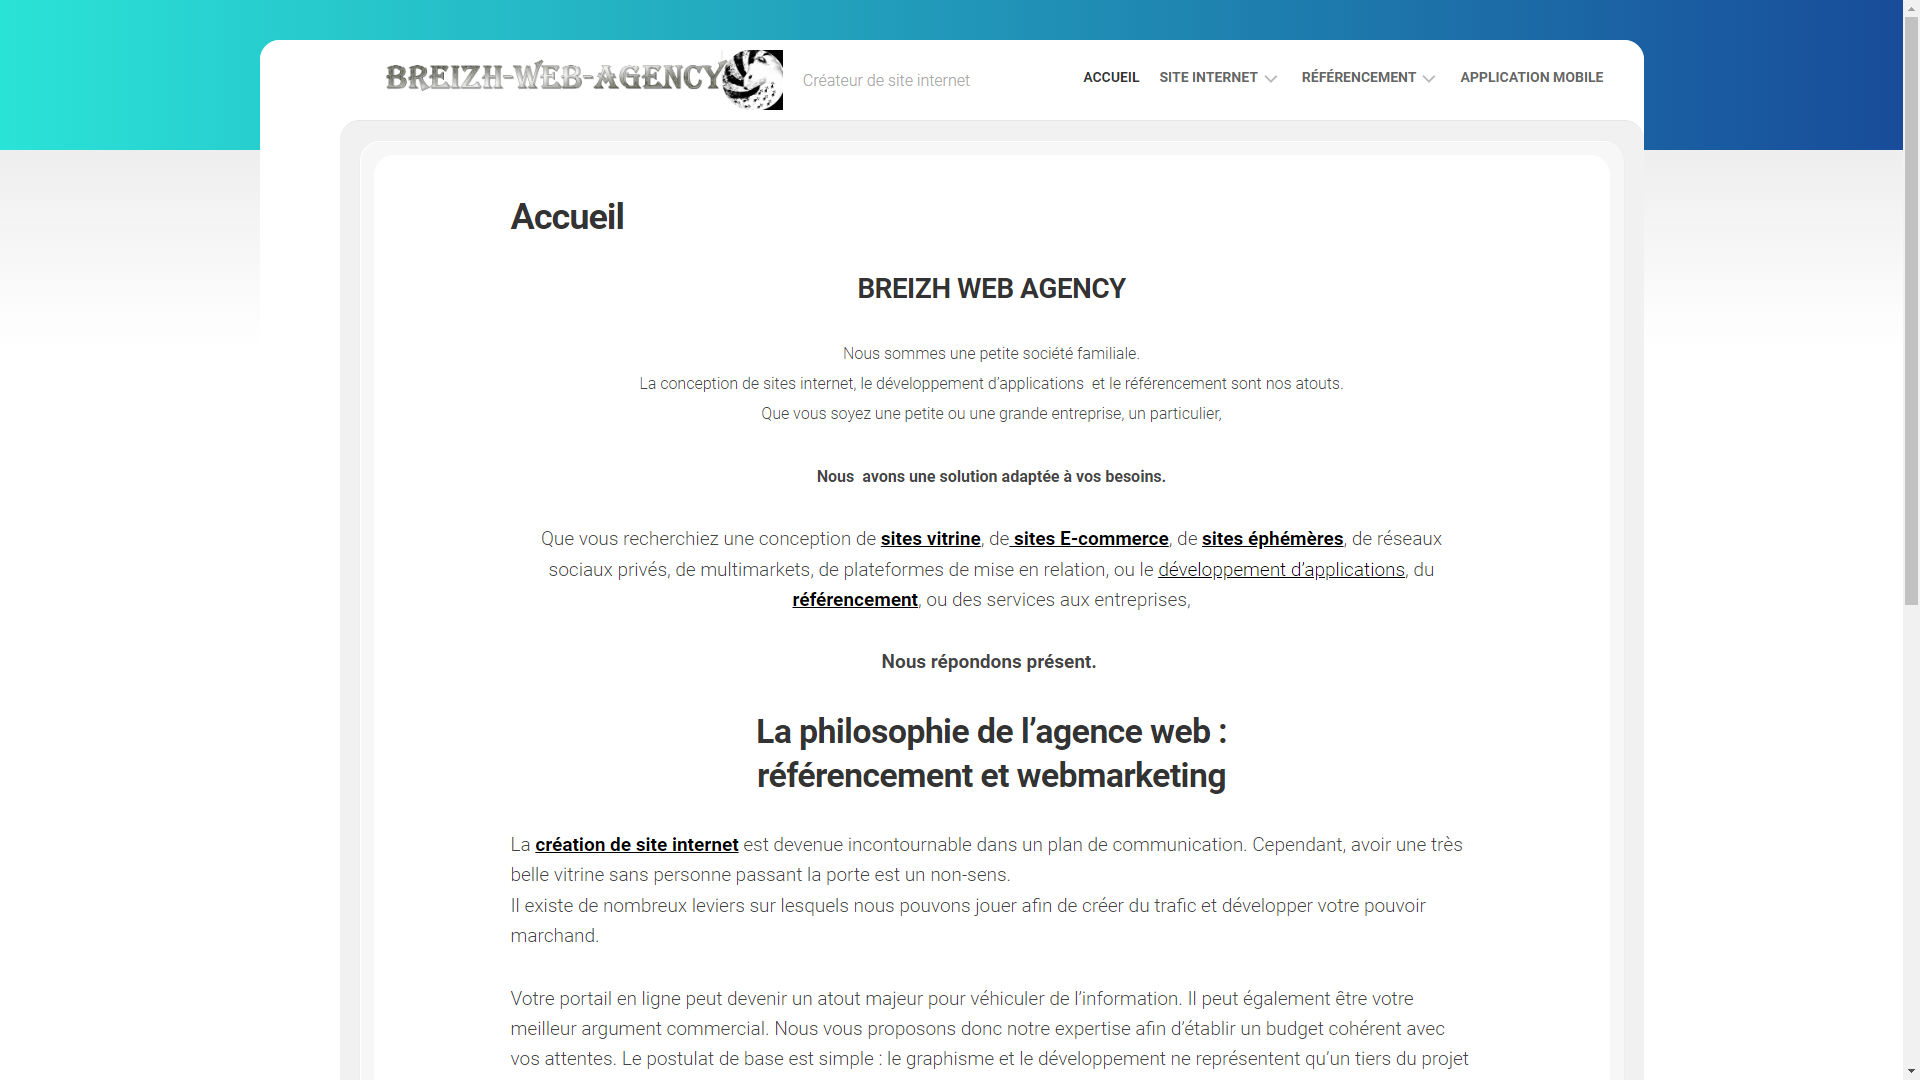 BREIZH-WEB-AGENCY
Créateur de site internet
ACCUEIL
SITE INTERNET
RÉFÉRENCEMENT
APPLICATION MOBILE
Accueil
BREIZH WEB AGENCY
Nous sommes une petite société familiale.
La conception de sites internet, le développement d’applications  et le référencement sont nos atouts.
Que vous soyez une petite ou une grande entreprise, un particulier,
Nous  avons une solution adaptée à vos besoins.
Que vous recherchiez une conception de sites vitrine, de sites E-commerce, de sites éphémères, de réseaux
sociaux privés, de multimarkets, de plateformes de mise en relation, ou le développement d’applications, du
référencement, ou des services aux entreprises,
Nous répondons présent.
La philosophie de l’agence web :
référencement et webmarketing
La création de site internet est devenue incontournable dans un plan de communication. Cependant, avoir une très
belle vitrine sans personne passant la porte est un non-sens.
Il existe de nombreux leviers sur lesquels nous pouvons jouer afin de créer du trafic et développer votre pouvoir
marchand.
Votre portail en ligne peut devenir un atout majeur pour véhiculer de l’information. Il peut également être votre
meilleur argument commercial. Nous vous proposons donc notre expertise afin d’établir un budget cohérent avec
vos attentes. Le postulat de base est simple : le graphisme et le développement ne représentent qu’un tiers du projet